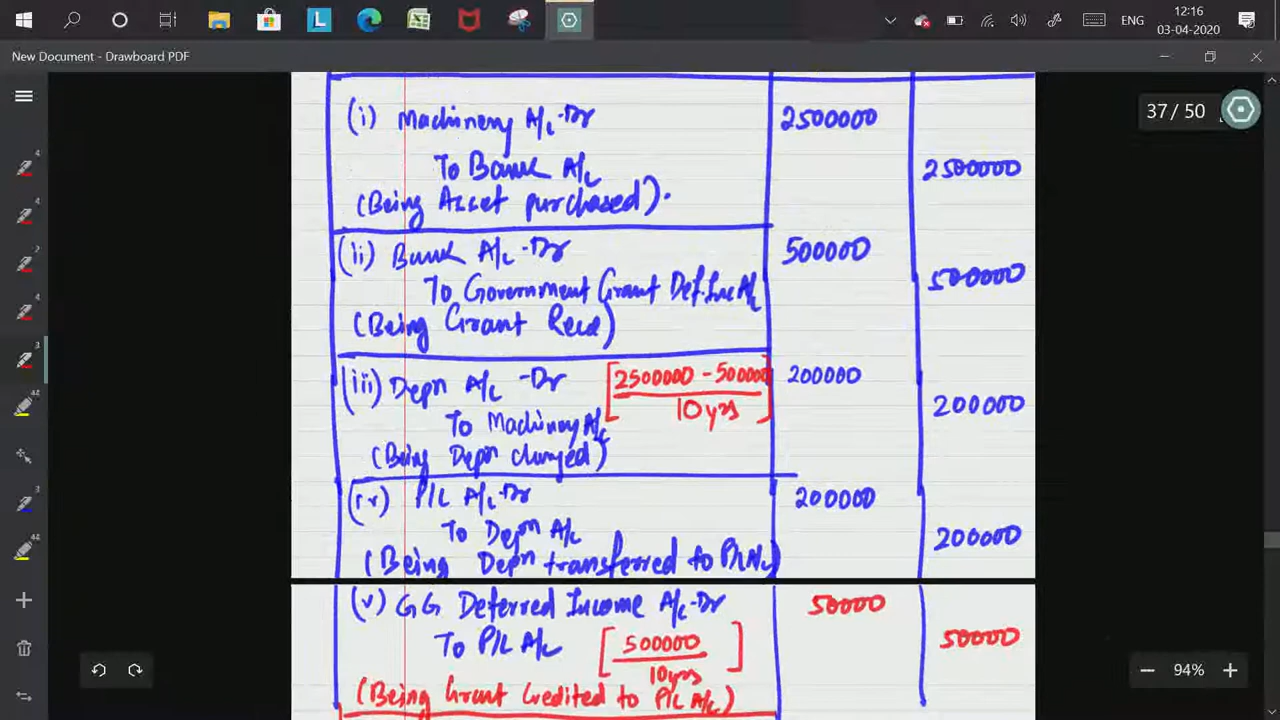 12:16
ENG
03-04-2020
New Document - Drawboard PDF
37 / 50
(i) Machinery A/c -Dr 2500000
To Bank A/c 2500000
(Being Asset purchased).
(ii) Bank A/c -Dr 500000
To Government Grant Def. Inc A/c 500000
(Being Grant Recd)
(iii) Depn A/c -Dr [2500000 - 500000 200000
10 yrs]
To Machinery A/c 200000
(Being Depn charged)
(iv) P/L A/c -Dr 200000
To Depn A/c 200000
(Being Depn transferred to P/L A/c)
(v) GG Deferred Income A/c -Dr 50000
To P/L A/c [500000 50000
10 yrs]
(Being Grant Credited to P/L A/c)
94%